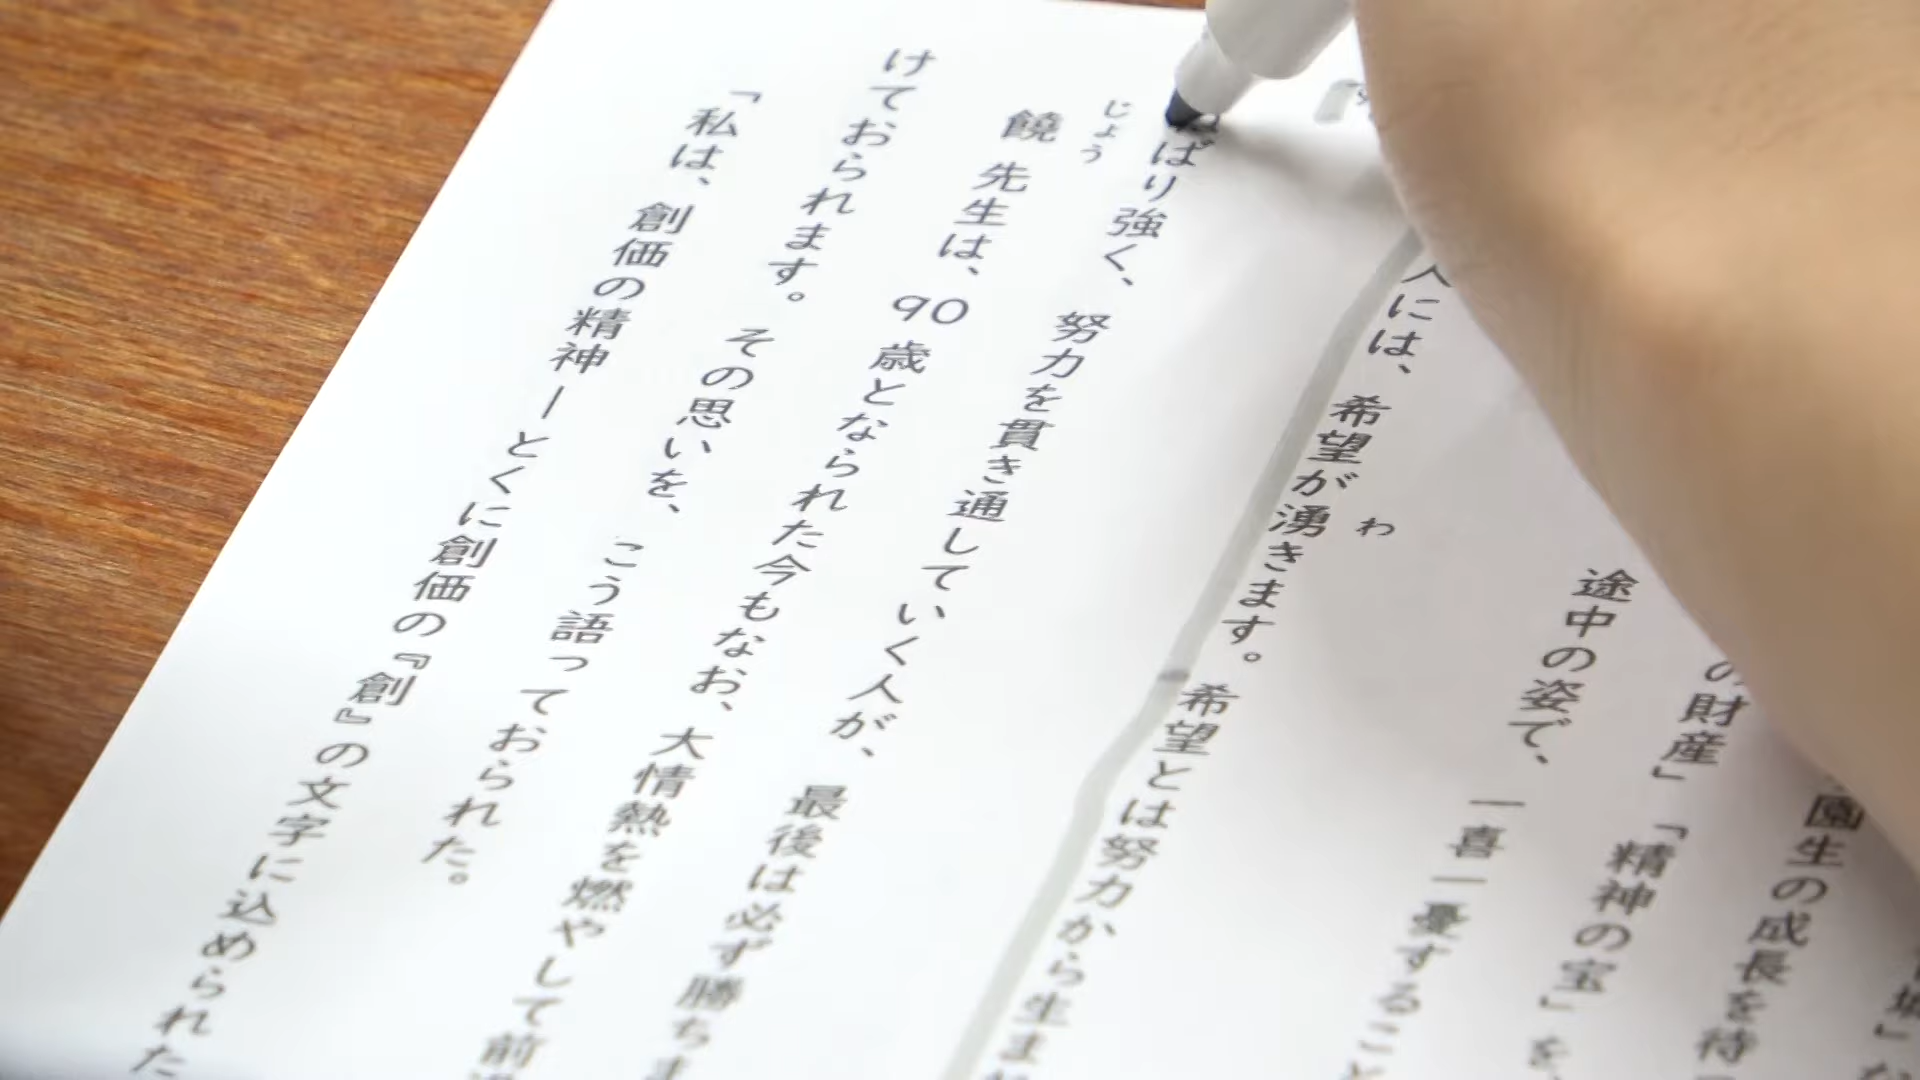 城」な
園生の成長を待
の財産」「精神の宝」を
途中の姿で、一喜一憂すること
人には、希望が湧きます。希望とは努力から生ま
わ
ねばり強く、努力を貫き通していく人が、最後は必ず勝ちま
じょう
饒先生は、90歳となられた今もなお、大情熱を燃やして前
けておられます。その思いを、こう語っておられた。
「私は、創価の精神―とくに創価の『創』の文字に込められた